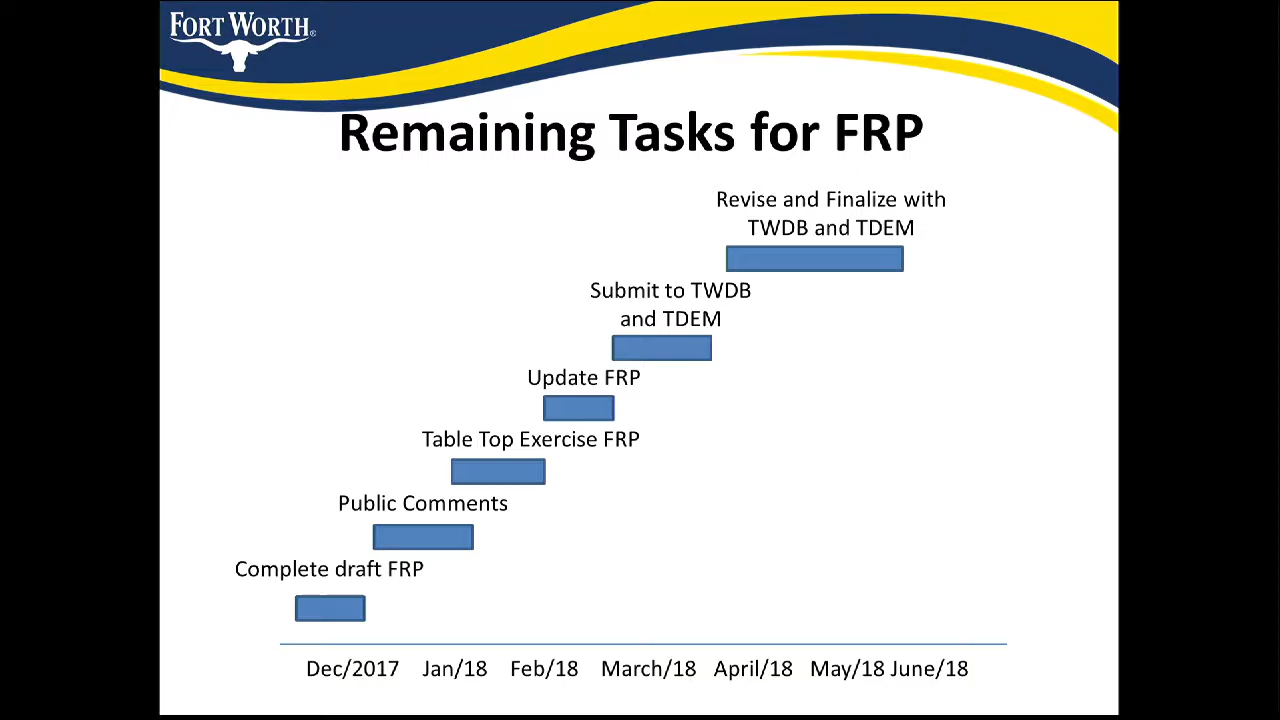 FORT WORTH®
Remaining Tasks for FRP
Revise and Finalize with
TWDB and TDEM
Submit to TWDB
and TDEM
Update FRP
Table Top Exercise FRP
Public Comments
Complete draft FRP
Dec/2017 Jan/18 Feb/18 March/18 April/18 May/18 June/18